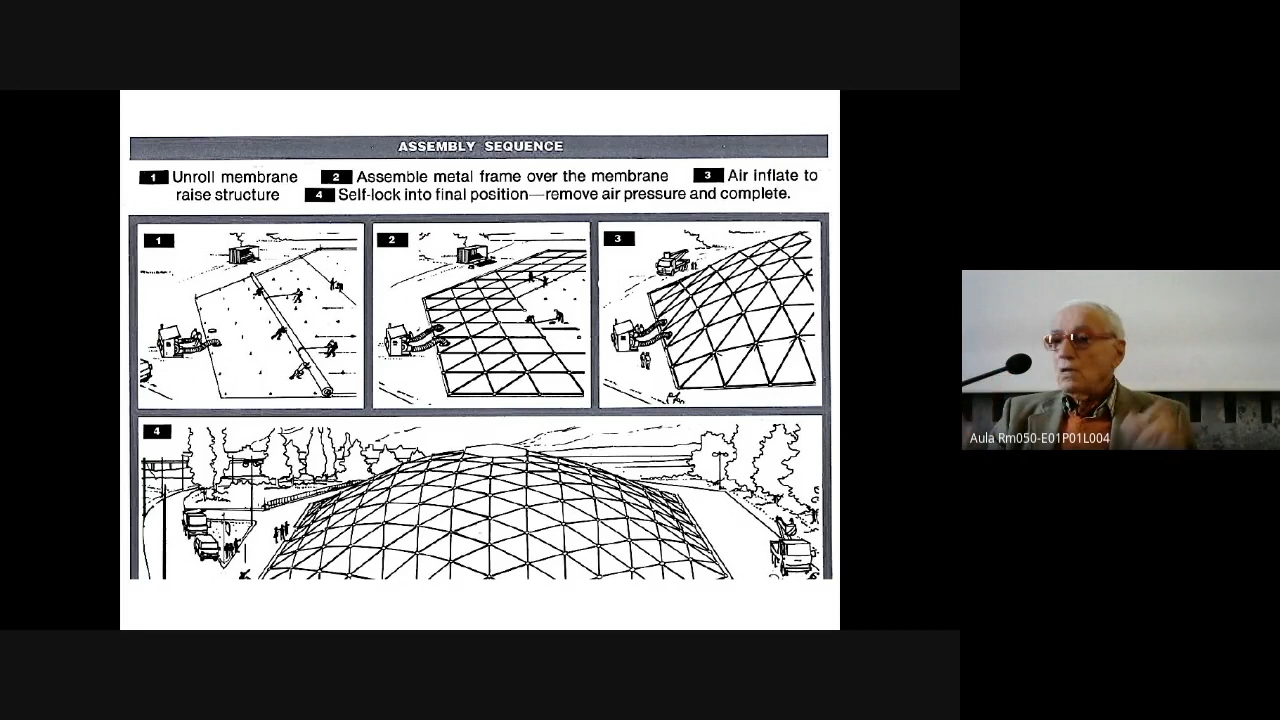 ASSEMBLY SEQUENCE
1 Unroll membrane 2 Assemble metal frame over the membrane 3 Air inflate to
raise structure 4 Self-lock into final position—remove air pressure and complete.
1
2
3
4
Aula Rm050-E01P01L004